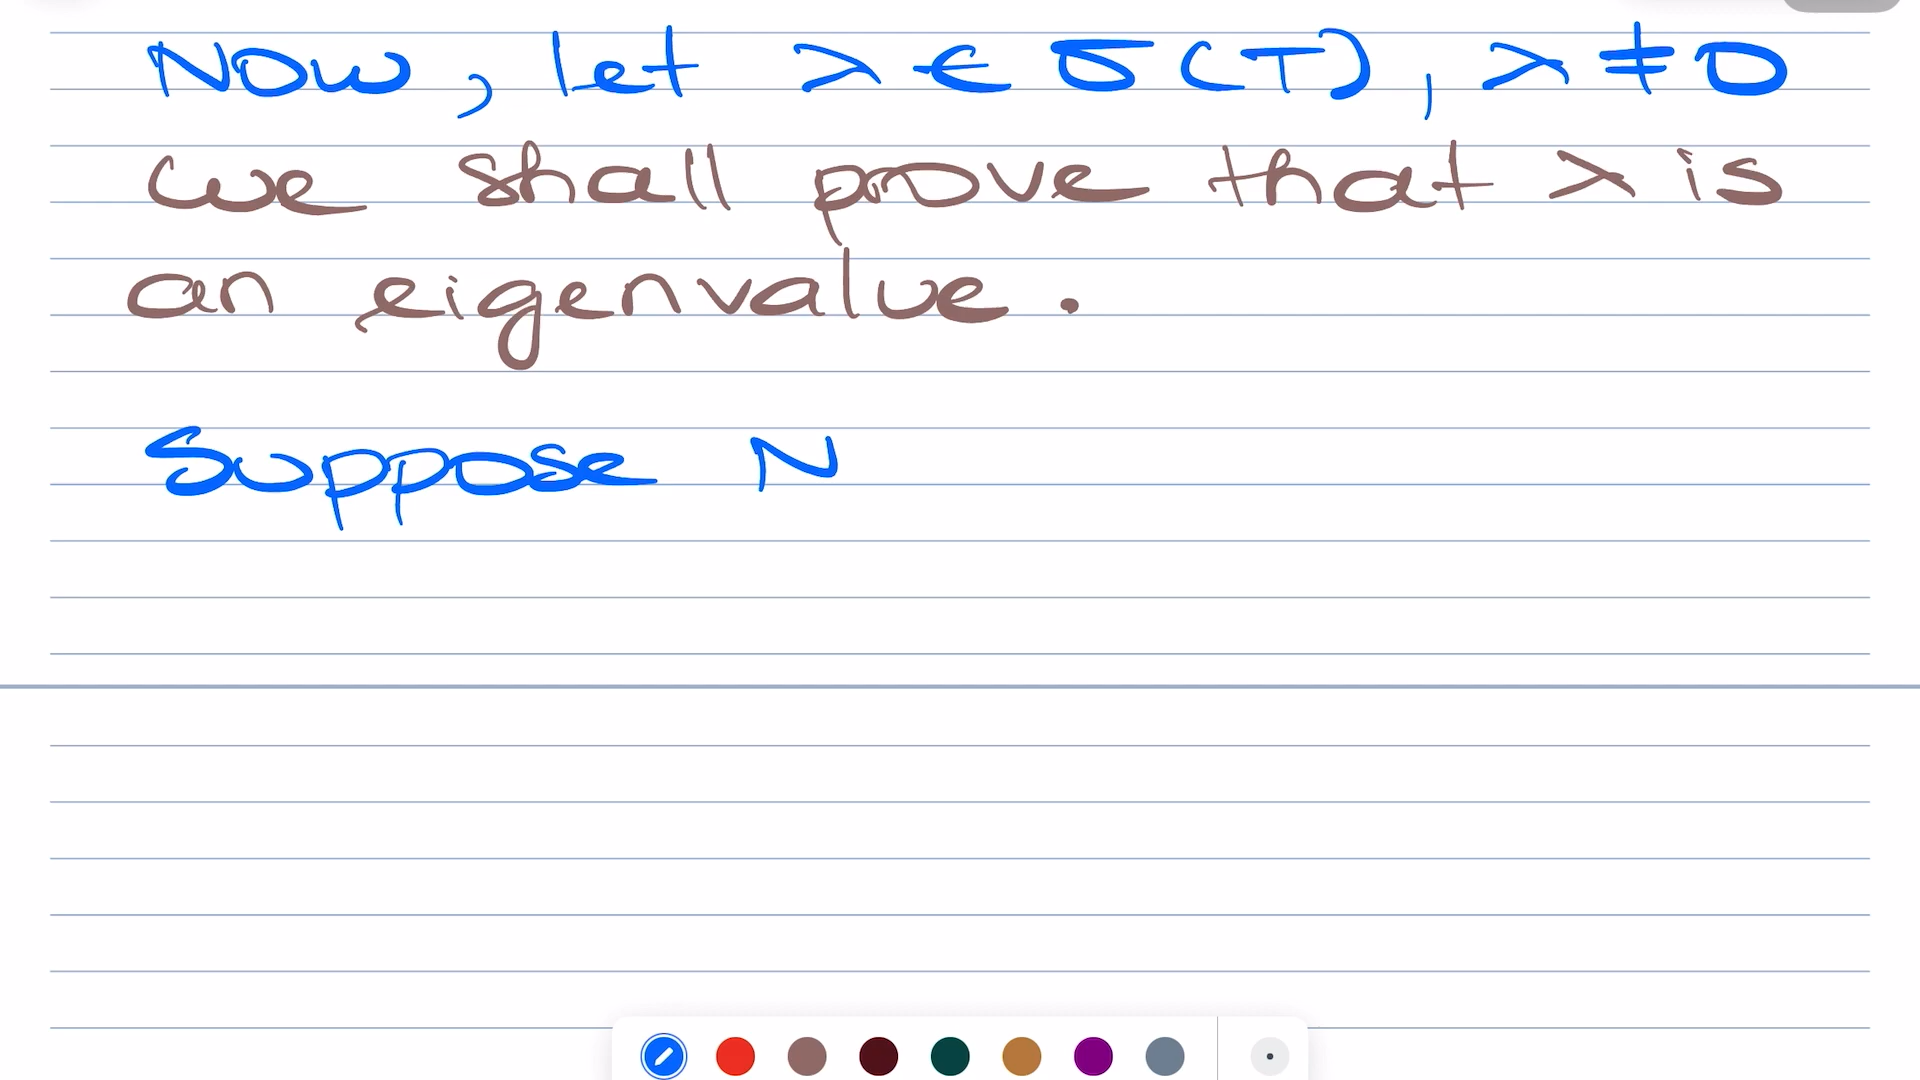 Now, let λ ∈ σ(T), λ ≠ 0
we shall prove that λ is
an eigenvalue.
Suppose N